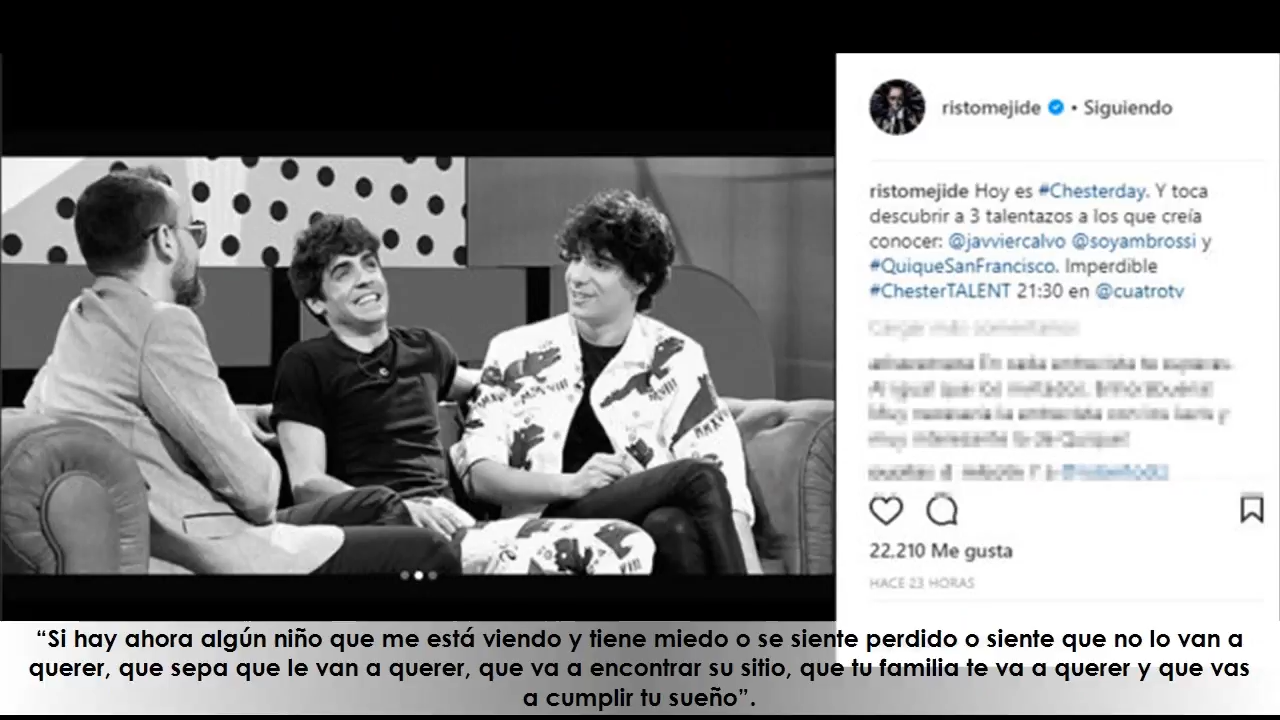 ristomejide • Siguiendo
ristomejide Hoy es #Chesterday. Y toca
descubrir a 3 talentazos a los que creía
conocer: @javviercalvo @soyambrossi y
#QuiqueSanFrancisco. Imperdible
#ChesterTALENT 21:30 en @cuatrotv
22.210 Me gusta
HACE 23 HORAS
“Si hay ahora algún niño que me está viendo y tiene miedo o se siente perdido o siente que no lo van a
querer, que sepa que le van a querer, que va a encontrar su sitio, que tu familia te va a querer y que vas
a cumplir tu sueño”.